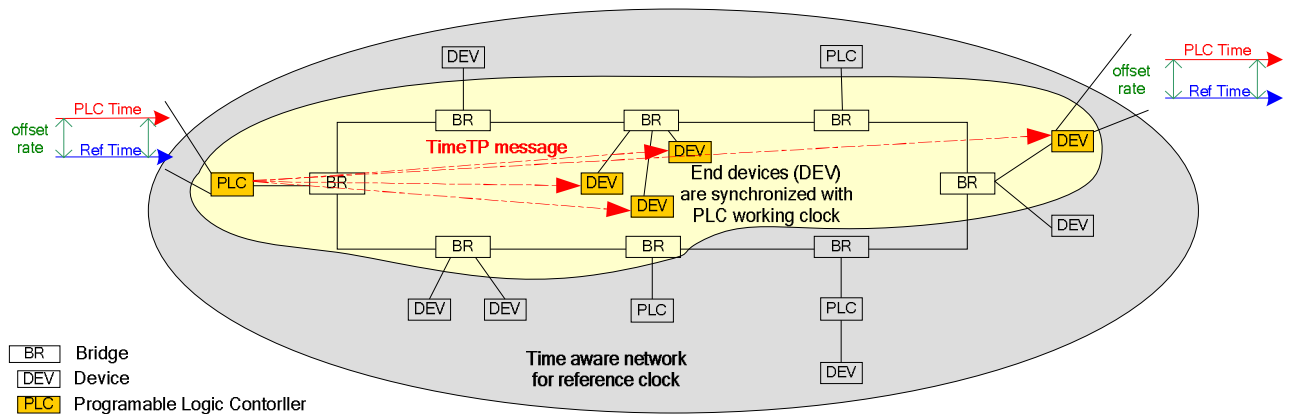 DEV
PLC
PLC Time
offset
rate
Ref Time
PLC Time
offset
rate
Ref Time
BR
BR
BR
TimeTP message
DEV
DEV
PLC
BR
DEV
DEV
End devices (DEV)
are synchronized with
PLC working clock
BR
DEV
BR
BR
BR
DEV
DEV
PLC
PLC
DEV
Time aware network
for reference clock
BR Bridge
DEV Device
PLC Programable Logic Contorller